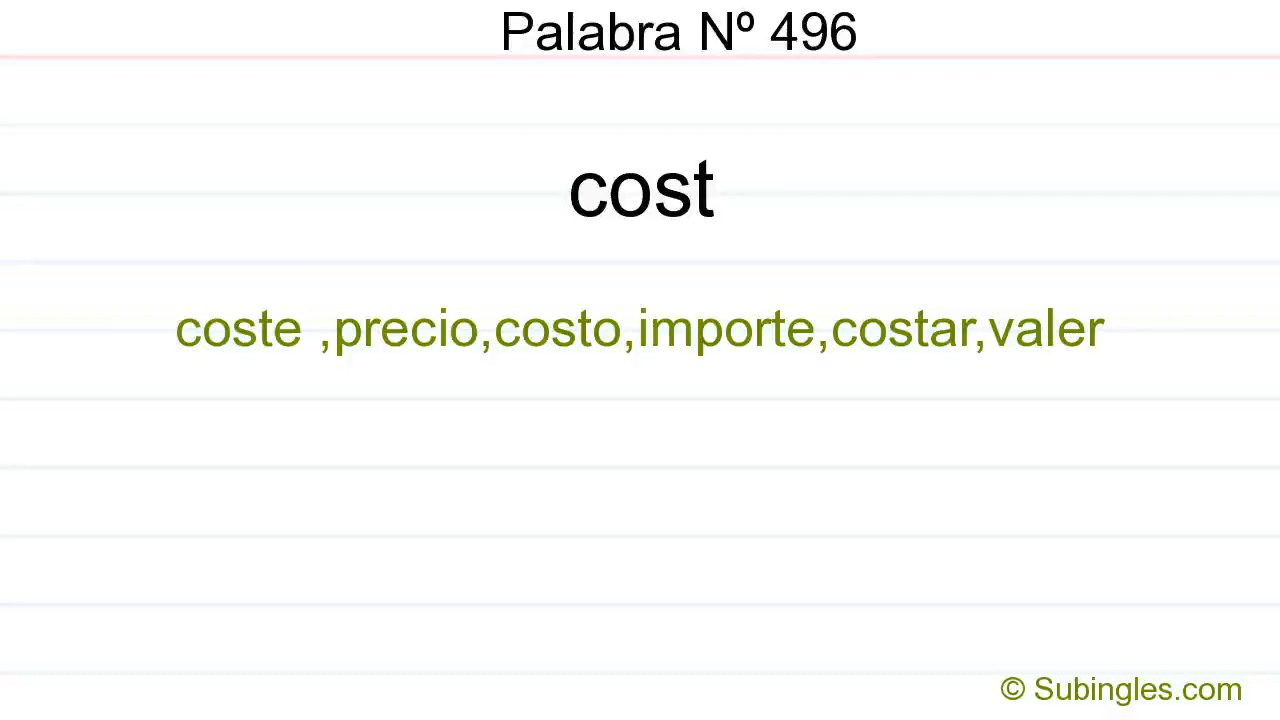 Palabra Nº 496
cost
coste ,precio,costo,importe,costar,valer
© Subingles.com